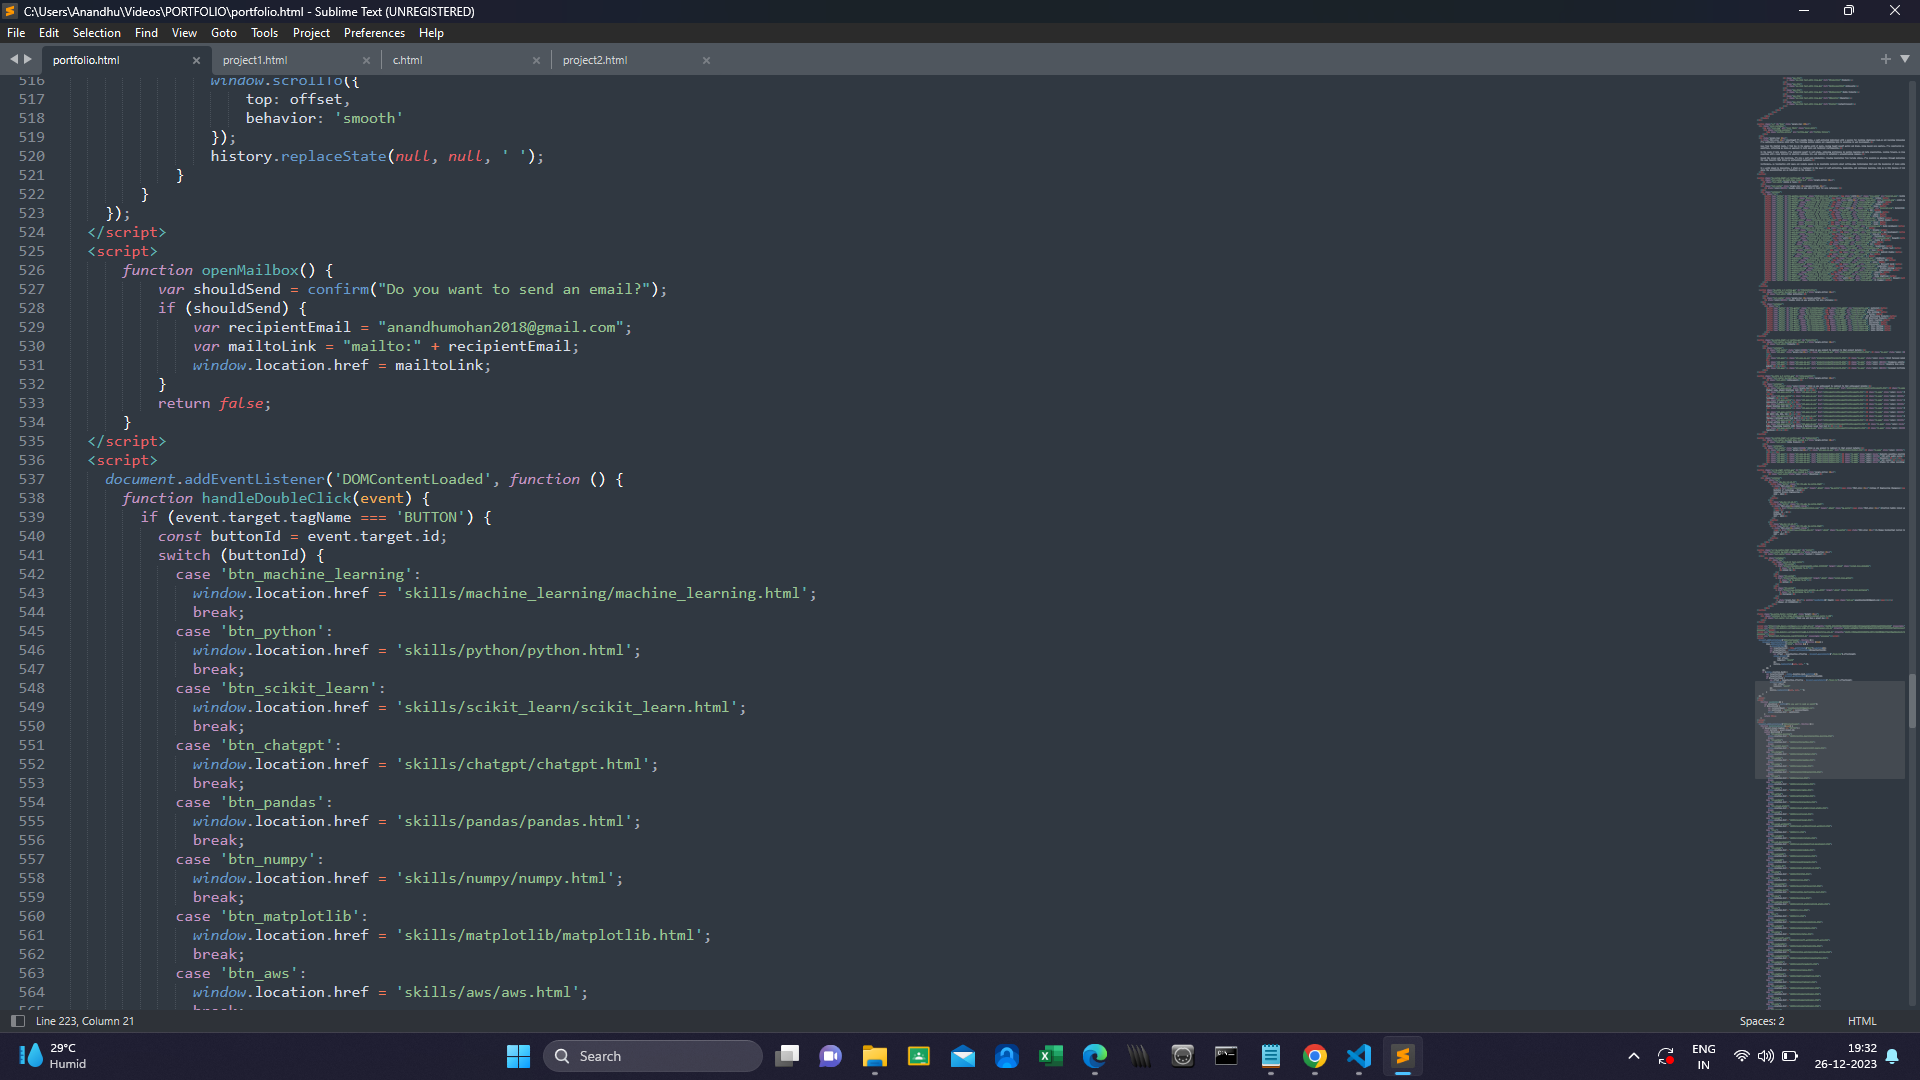 C:\Users\Anandhu\Videos\PORTFOLIO\portfolio.html - Sublime Text (UNREGISTERED)
File Edit Selection Find View Goto Tools Project Preferences Help
portfolio.html project1.html c.html project2.html
516 window.scrollTo({
517 top: offset,
518 behavior: 'smooth'
519 });
520 history.replaceState(null, null, ' ');
521 }
522 }
523 });
524 </script>
525 <script>
526 function openMailbox() {
527 var shouldSend = confirm("Do you want to send an email?");
528 if (shouldSend) {
529 var recipientEmail = "anandhumohan2018@gmail.com";
530 var mailtoLink = "mailto:" + recipientEmail;
531 window.location.href = mailtoLink;
532 }
533 return false;
534 }
535 </script>
536 <script>
537 document.addEventListener('DOMContentLoaded', function () {
538 function handleDoubleClick(event) {
539 if (event.target.tagName === 'BUTTON') {
540 const buttonId = event.target.id;
541 switch (buttonId) {
542 case 'btn_machine_learning':
543 window.location.href = 'skills/machine_learning/machine_learning.html';
544 break;
545 case 'btn_python':
546 window.location.href = 'skills/python/python.html';
547 break;
548 case 'btn_scikit_learn':
549 window.location.href = 'skills/scikit_learn/scikit_learn.html';
550 break;
551 case 'btn_chatgpt':
552 window.location.href = 'skills/chatgpt/chatgpt.html';
553 break;
554 case 'btn_pandas':
555 window.location.href = 'skills/pandas/pandas.html';
556 break;
557 case 'btn_numpy':
558 window.location.href = 'skills/numpy/numpy.html';
559 break;
560 case 'btn_matplotlib':
561 window.location.href = 'skills/matplotlib/matplotlib.html';
562 break;
563 case 'btn_aws':
564 window.location.href = 'skills/aws/aws.html';
Line 223, Column 21 Spaces: 2 HTML
29°C
Humid
Search
ENG
IN
19:32
26-12-2023